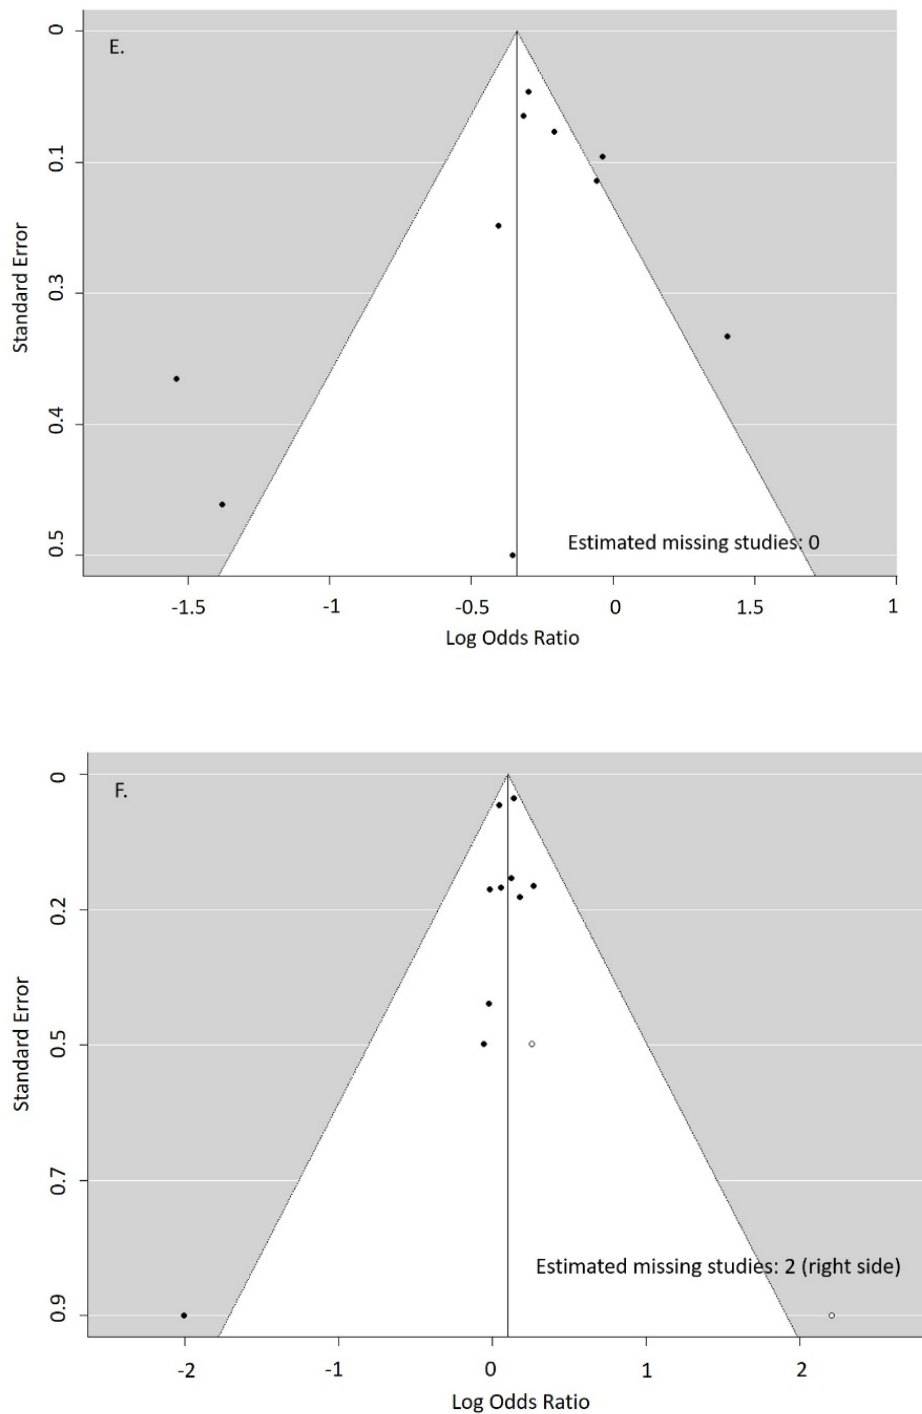 E.
0
0.1
0.3
0.4
0.5
Standard Error
Estimated missing studies: 0
-1.5 -1 -0.5 0 1.5 1
Log Odds Ratio
F.
0
0.2
0.5
0.7
0.9
Standard Error
Estimated missing studies: 2 (right side)
-2 -1 0 1 2
Log Odds Ratio